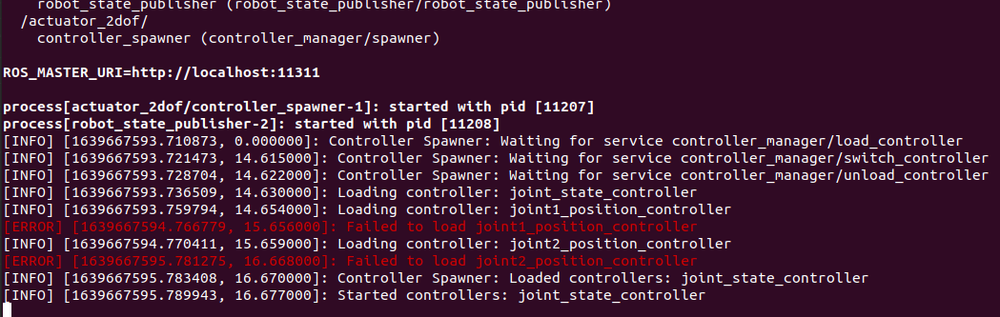 robot_state_publisher (robot_state_publisher/robot_state_publisher)
/actuator_2dof/
controller_spawner (controller_manager/spawner)
ROS_MASTER_URI=http://localhost:11311
process[actuator_2dof/controller_spawner-1]: started with pid [11207]
process[robot_state_publisher-2]: started with pid [11208]
[INFO] [1639667593.710873, 0.000000]: Controller Spawner: Waiting for service controller_manager/load_controller
[INFO] [1639667593.721473, 14.615000]: Controller Spawner: Waiting for service controller_manager/switch_controller
[INFO] [1639667593.728704, 14.622000]: Controller Spawner: Waiting for service controller_manager/unload_controller
[INFO] [1639667593.736509, 14.630000]: Loading controller: joint_state_controller
[INFO] [1639667593.759794, 14.654000]: Loading controller: joint1_position_controller
[ERROR] [1639667594.766779, 15.656000]: Failed to load joint1_position_controller
[INFO] [1639667594.770411, 15.659000]: Loading controller: joint2_position_controller
[ERROR] [1639667595.781275, 16.668000]: Failed to load joint2_position_controller
[INFO] [1639667595.783408, 16.670000]: Controller Spawner: Loaded controllers: joint_state_controller
[INFO] [1639667595.789943, 16.677000]: Started controllers: joint_state_controller